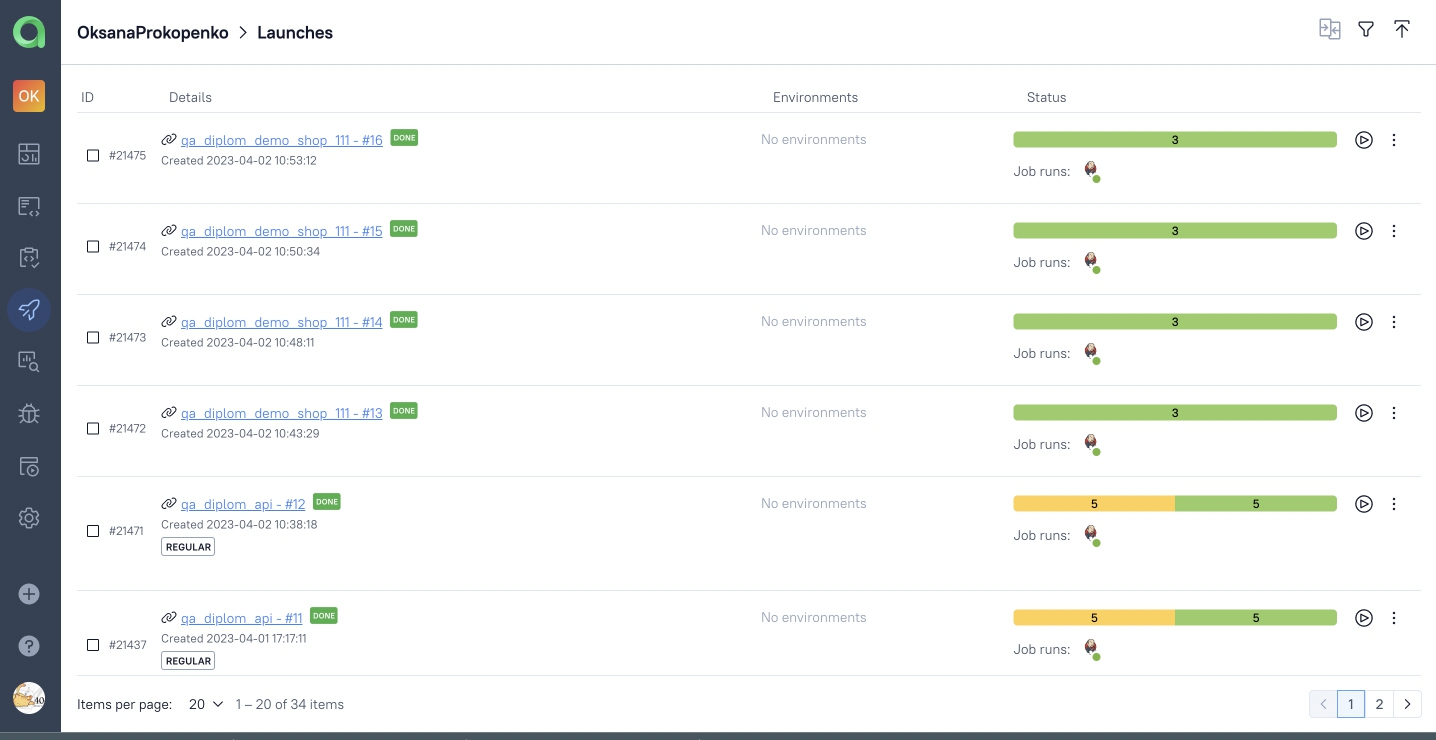 OksanaProkopenko > Launches
OK
ID Details Environments Status
#21475 qa_diplom_demo_shop_111 - #16 DONE No environments 3
Created 2023-04-02 10:53:12
Job runs:
#21474 qa_diplom_demo_shop_111 - #15 DONE No environments 3
Created 2023-04-02 10:50:34
Job runs:
#21473 qa_diplom_demo_shop_111 - #14 DONE No environments 3
Created 2023-04-02 10:48:11
Job runs:
#21472 qa_diplom_demo_shop_111 - #13 DONE No environments 3
Created 2023-04-02 10:43:29
Job runs:
#21471 qa_diplom_api - #12 DONE No environments 5 5
Created 2023-04-02 10:38:18
Job runs:
REGULAR
#21437 qa_diplom_api - #11 DONE No environments 5 5
Created 2023-04-01 17:17:11
Job runs:
REGULAR
Items per page: 20 1 – 20 of 34 items < 1 2 >
40